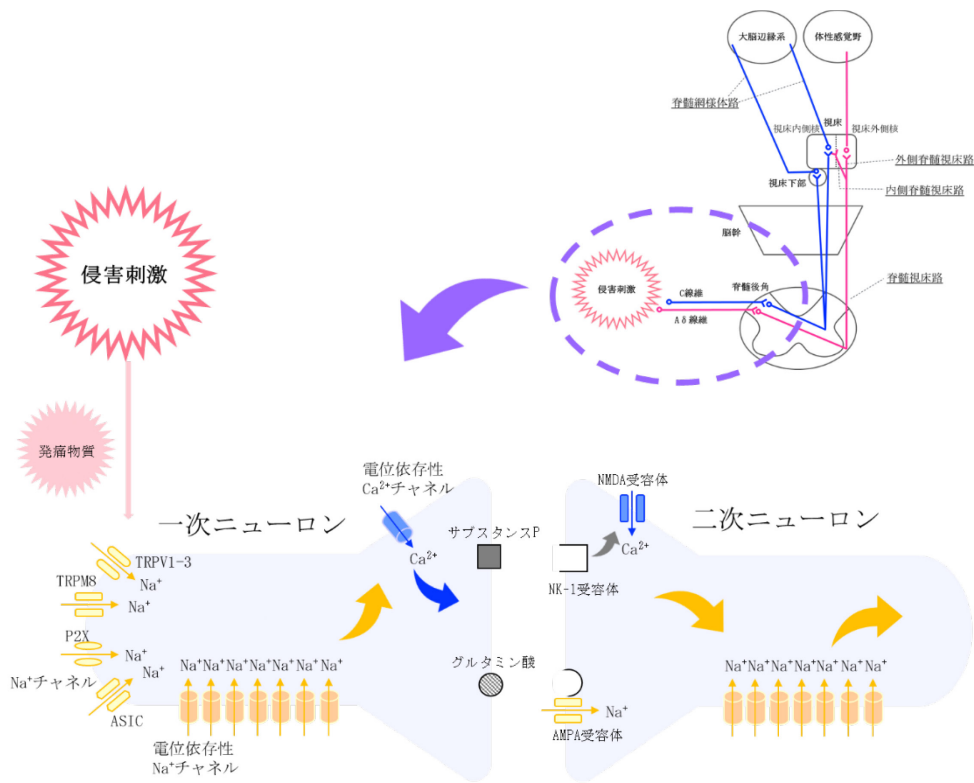 大脳辺縁系
体性感覚野
脊髄網様体路
視床
視床内側核
視床外側核
外側脊髄視床路
内側脊髄視床路
視床下部
脳幹
侵害刺激
C線維
Aδ線維
脊髄後角
脊髄視床路
侵害刺激
発痛物質
一次ニューロン
電位依存性
Ca²⁺チャネル
Ca²⁺
サブスタンスP
NMDA受容体
Ca²⁺
NK-1受容体
二次ニューロン
TRPV1-3
Na⁺
TRPM8
Na⁺
P2X
Na⁺
Na⁺
Na⁺チャネル
ASIC
Na⁺Na⁺Na⁺Na⁺Na⁺Na⁺Na⁺
電位依存性
Na⁺チャネル
グルタミン酸
Na⁺
AMPA受容体
Na⁺Na⁺Na⁺Na⁺Na⁺Na⁺Na⁺